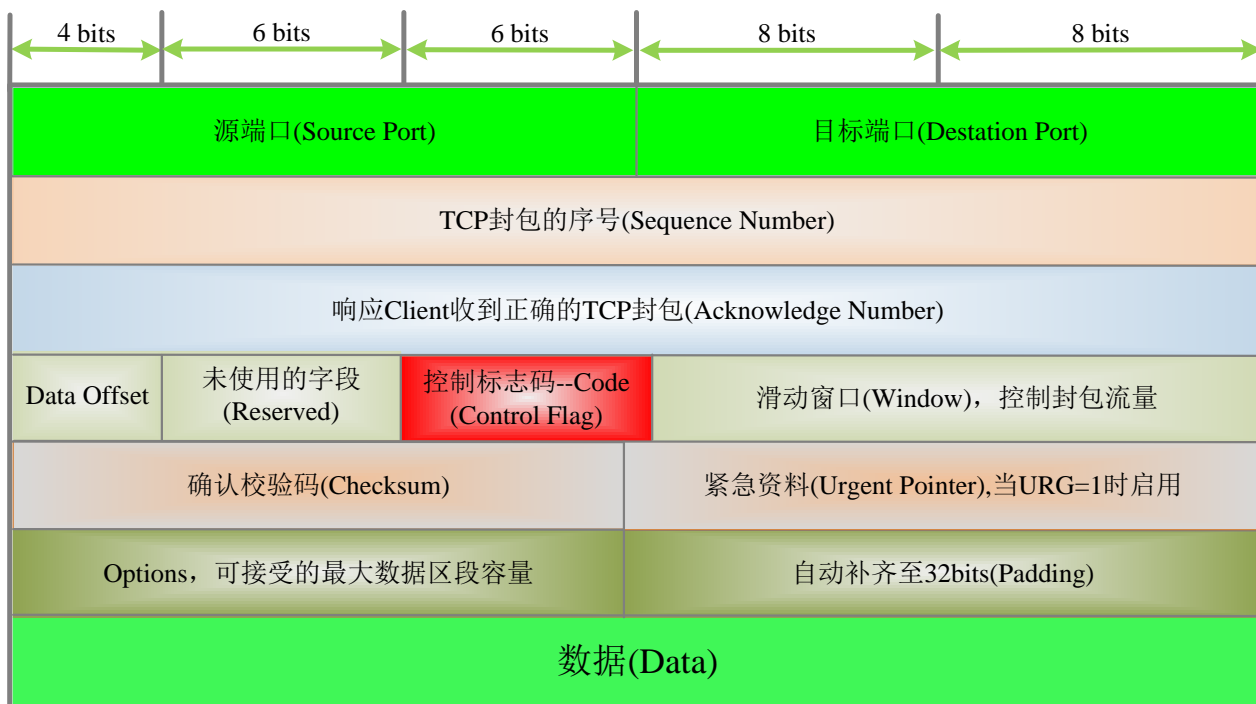 4 bits
6 bits
6 bits
8 bits
8 bits
源端口(Source Port)
目标端口(Destation Port)
TCP封包的序号(Sequence Number)
响应Client收到正确的TCP封包(Acknowledge Number)
Data Offset
未使用的字段
(Reserved)
控制标志码--Code
(Control Flag)
滑动窗口(Window)，控制封包流量
确认校验码(Checksum)
紧急资料(Urgent Pointer),当URG=1时启用
Options，可接受的最大数据区段容量
自动补齐至32bits(Padding)
数据(Data)